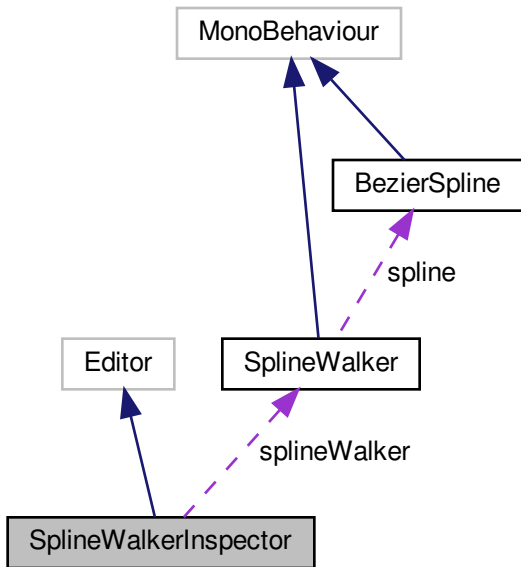 MonoBehaviour
BezierSpline
spline
Editor
SplineWalker
splineWalker
SplineWalkerInspector